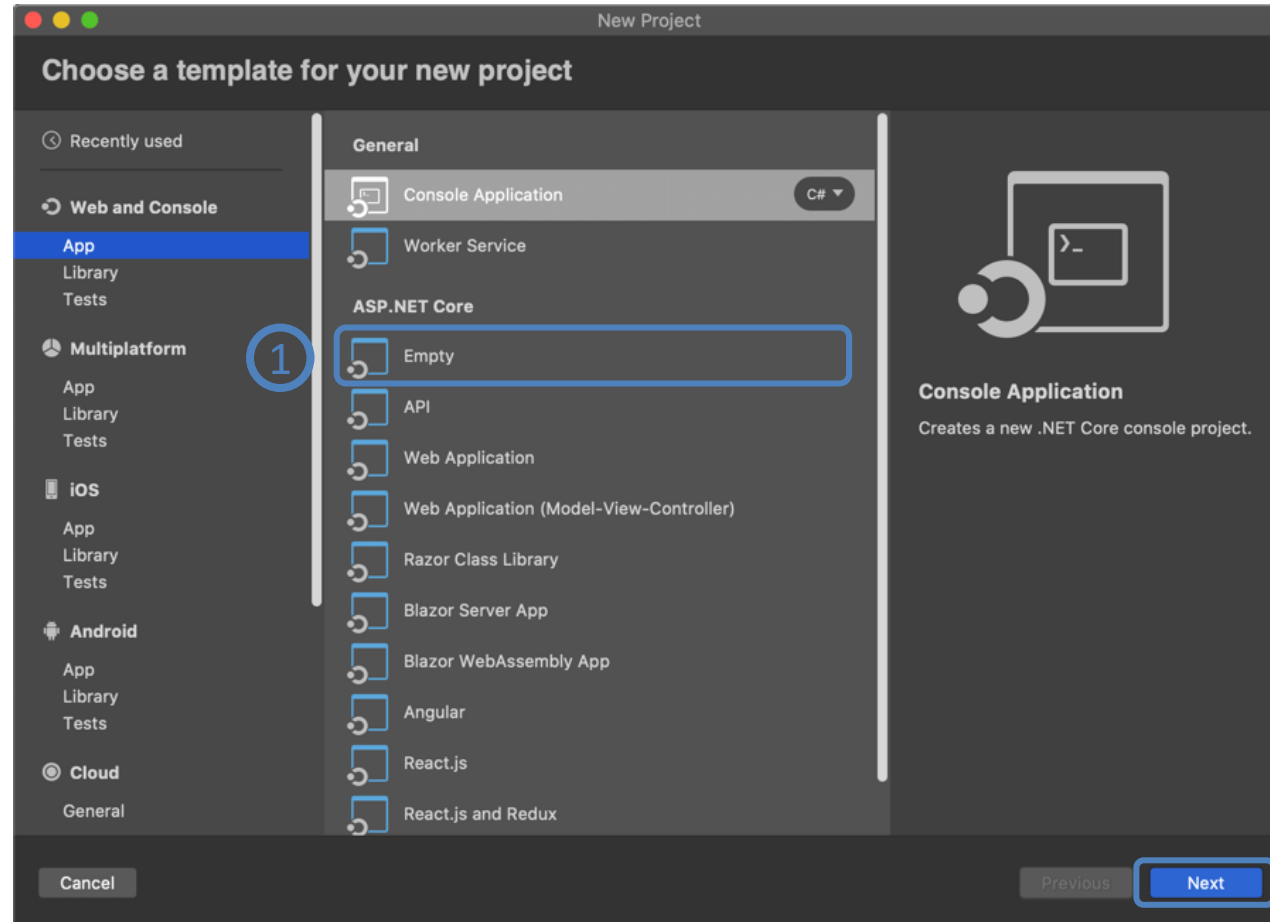 New Project
Choose a template for your new project
Recently used
Web and Console
App
Library
Tests
Multiplatform
App
Library
Tests
iOS
App
Library
Tests
Android
App
Library
Tests
Cloud
General
General
Console Application
C#
Worker Service
ASP.NET Core
1
Empty
API
Web Application
Web Application (Model-View-Controller)
Razor Class Library
Blazor Server App
Blazor WebAssembly App
Angular
React.js
React.js and Redux
Console Application
Creates a new .NET Core console project.
Cancel
Previous
Next